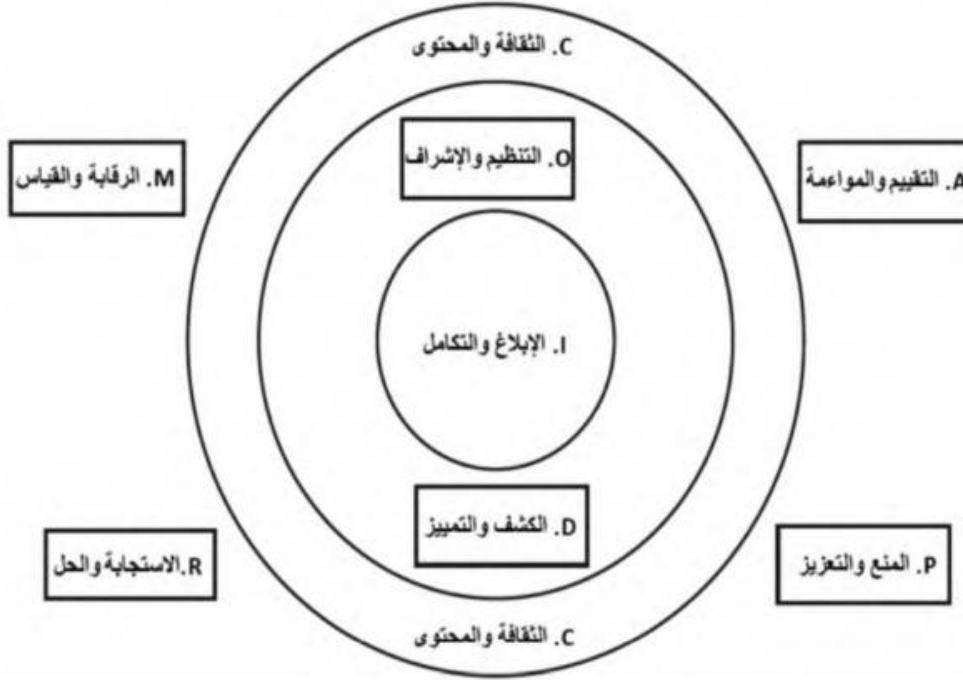 C. الثقافة والمحتوى
O. التنظيم والإشراف
A. التقييم والمواءمة
M. الرقابة والقياس
I. الإبلاغ والتكامل
D. الكشف والتمييز
P. المنع والتعزيز
R.الاستجابة والحل
C. الثقافة والمحتوى